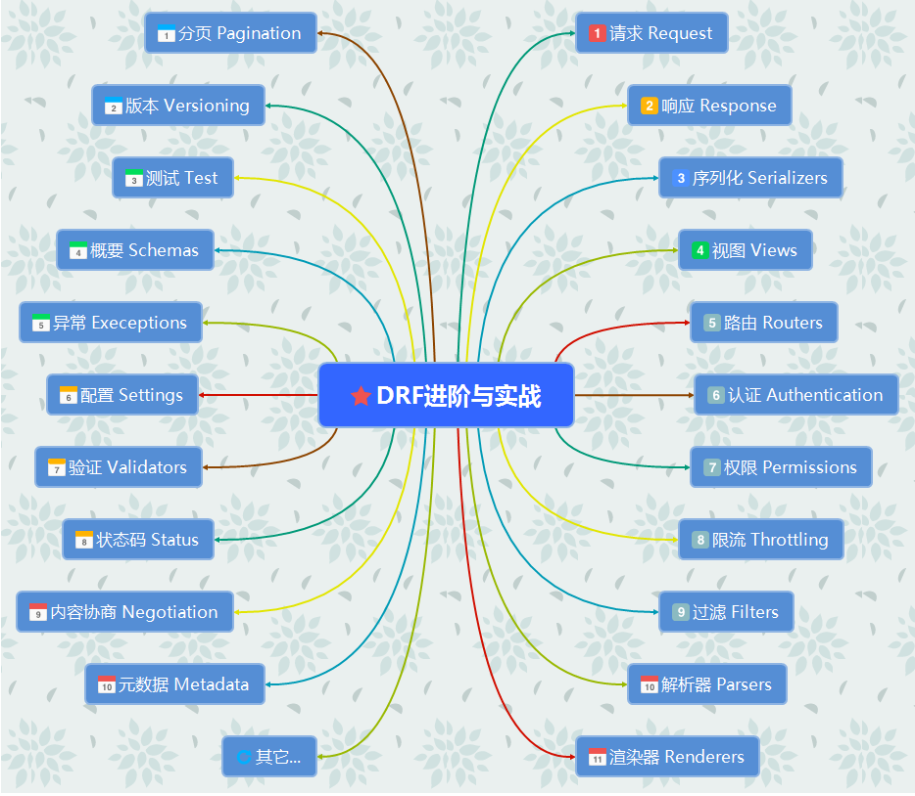 1 分页 Pagination
2 版本 Versioning
3 测试 Test
4 概要 Schemas
5 异常 Execeptions
6 配置 Settings
7 验证 Validators
8 状态码 Status
9 内容协商 Negotiation
10 元数据 Metadata
其它...
DRF进阶与实战
1 请求 Request
2 响应 Response
3 序列化 Serializers
4 视图 Views
5 路由 Routers
6 认证 Authentication
7 权限 Permissions
8 限流 Throttling
9 过滤 Filters
10 解析器 Parsers
11 渲染器 Renderers